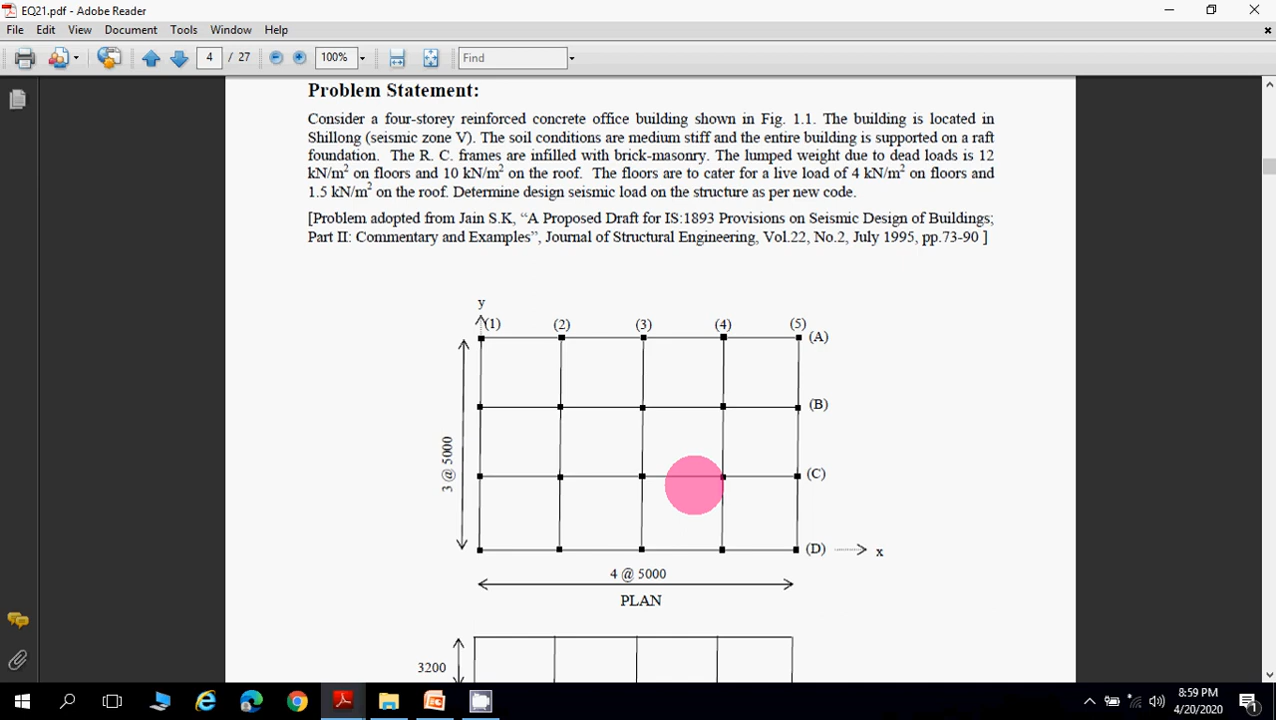 EQ21.pdf - Adobe Reader
File Edit View Document Tools Window Help
4 / 27 100% Find
Problem Statement:
Consider a four-storey reinforced concrete office building shown in Fig. 1.1. The building is located in
Shillong (seismic zone V). The soil conditions are medium stiff and the entire building is supported on a raft
foundation. The R. C. frames are infilled with brick-masonry. The lumped weight due to dead loads is 12
kN/m² on floors and 10 kN/m² on the roof. The floors are to cater for a live load of 4 kN/m² on floors and
1.5 kN/m² on the roof. Determine design seismic load on the structure as per new code.
[Problem adopted from Jain S.K, “A Proposed Draft for IS:1893 Provisions on Seismic Design of Buildings;
Part II: Commentary and Examples”, Journal of Structural Engineering, Vol.22, No.2, July 1995, pp.73-90 ]
y
(1) (2) (3) (4) (5)
(A)
(B)
3 @ 5000
(C)
(D) x
4 @ 5000
PLAN
3200
8:59 PM
4/20/2020
1